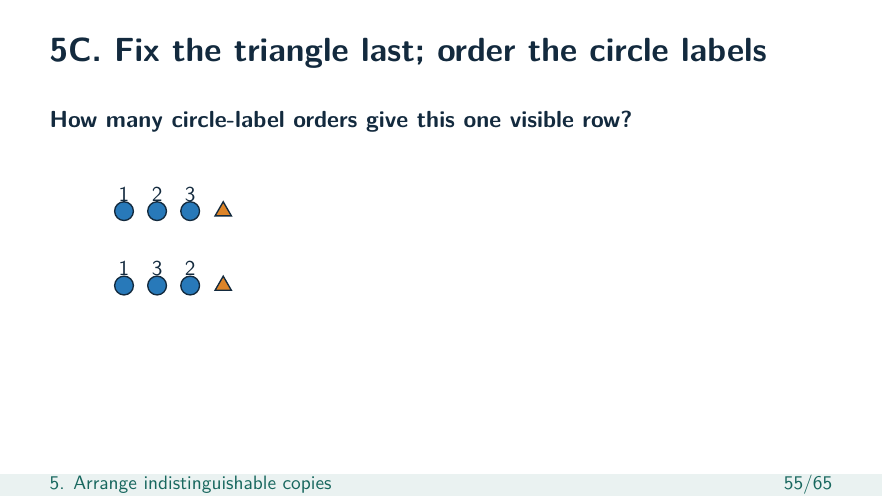 5C. Fix the triangle last; order the circle labels
How many circle-label orders give this one visible row?
1 2 3
1 3 2
5. Arrange indistinguishable copies 55/65